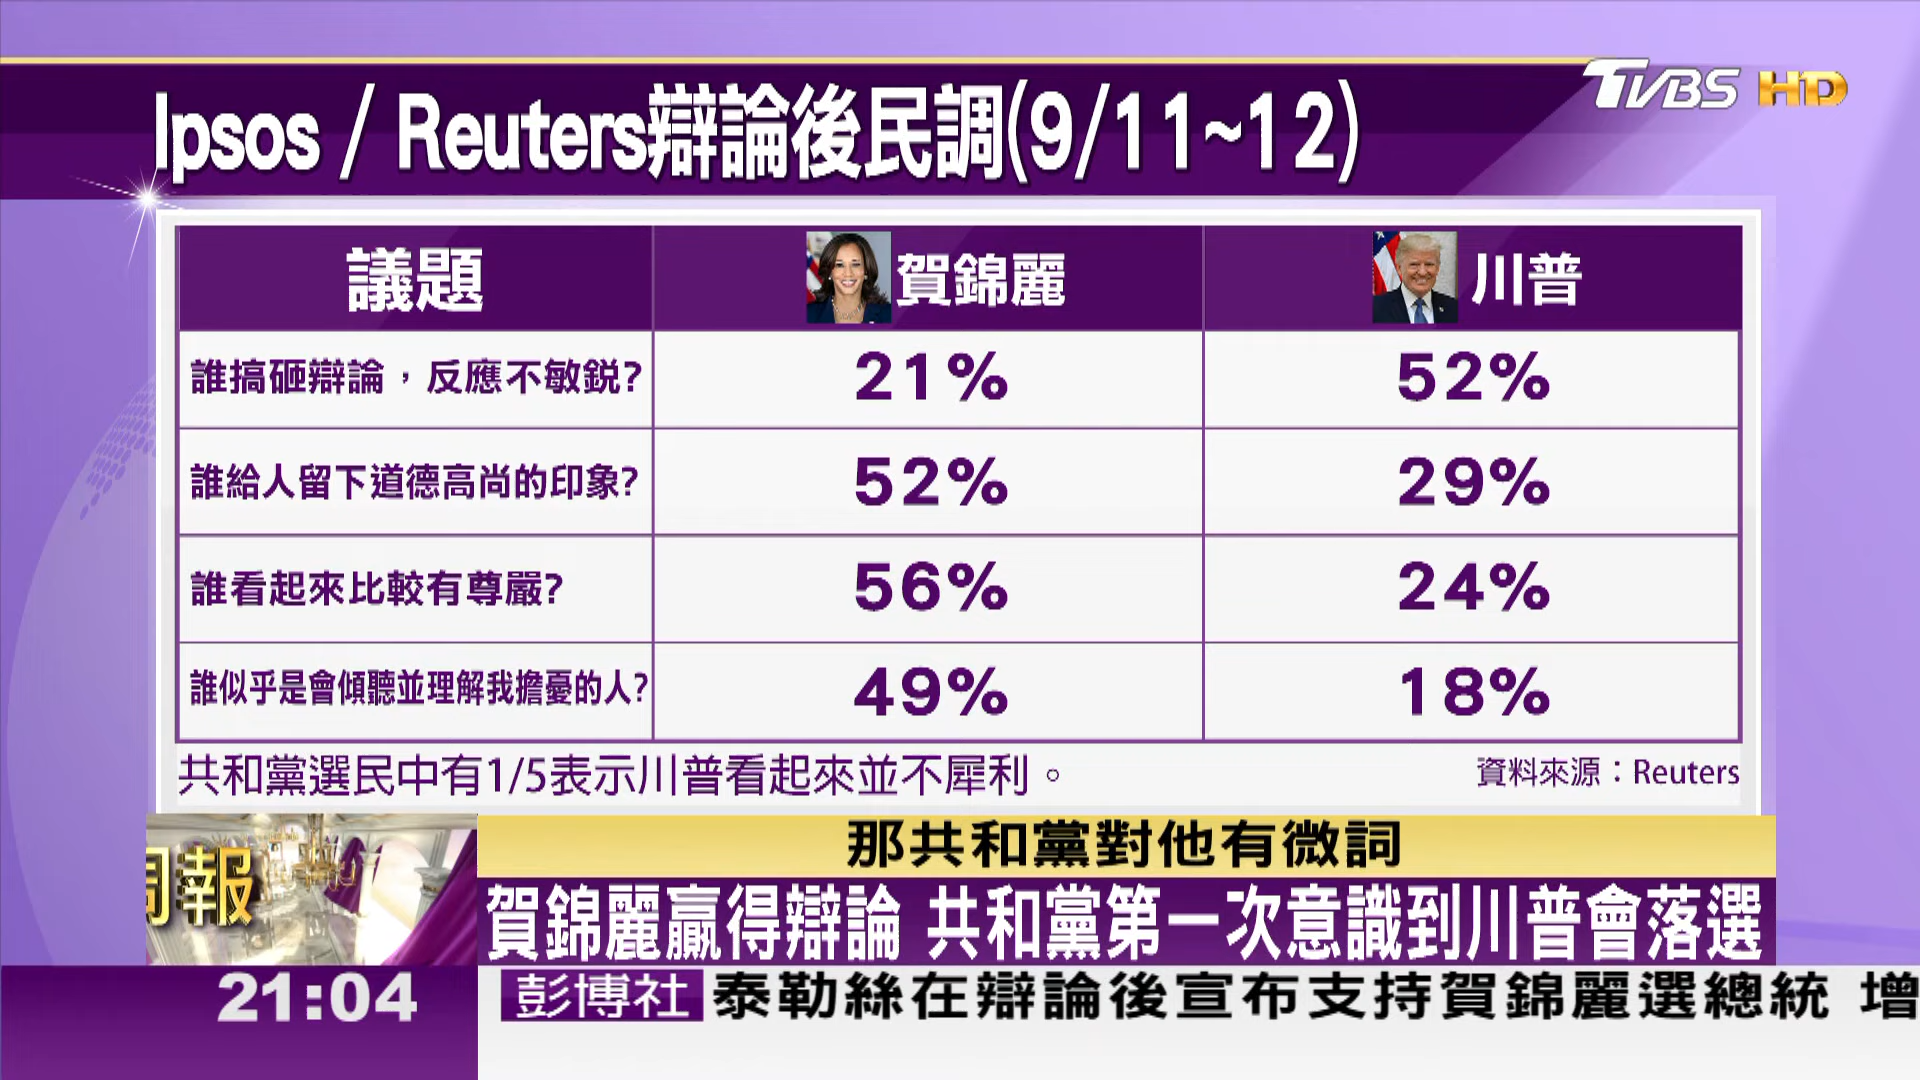 TVBS HD
Ipsos / Reuters辯論後民調(9/11~12)
議題 賀錦麗 川普
誰搞砸辯論，反應不敏鋭? 21% 52%
誰給人留下道德高尚的印象? 52% 29%
誰看起來比較有尊嚴? 56% 24%
誰似乎是會傾聽並理解我擔憂的人? 49% 18%
共和黨選民中有1/5表示川普看起來並不犀利。
資料來源：Reuters
那共和黨對他有微詞
周報
賀錦麗贏得辯論 共和黨第一次意識到川普會落選
21:04
彭博社 泰勒絲在辯論後宣布支持賀錦麗選總統 增